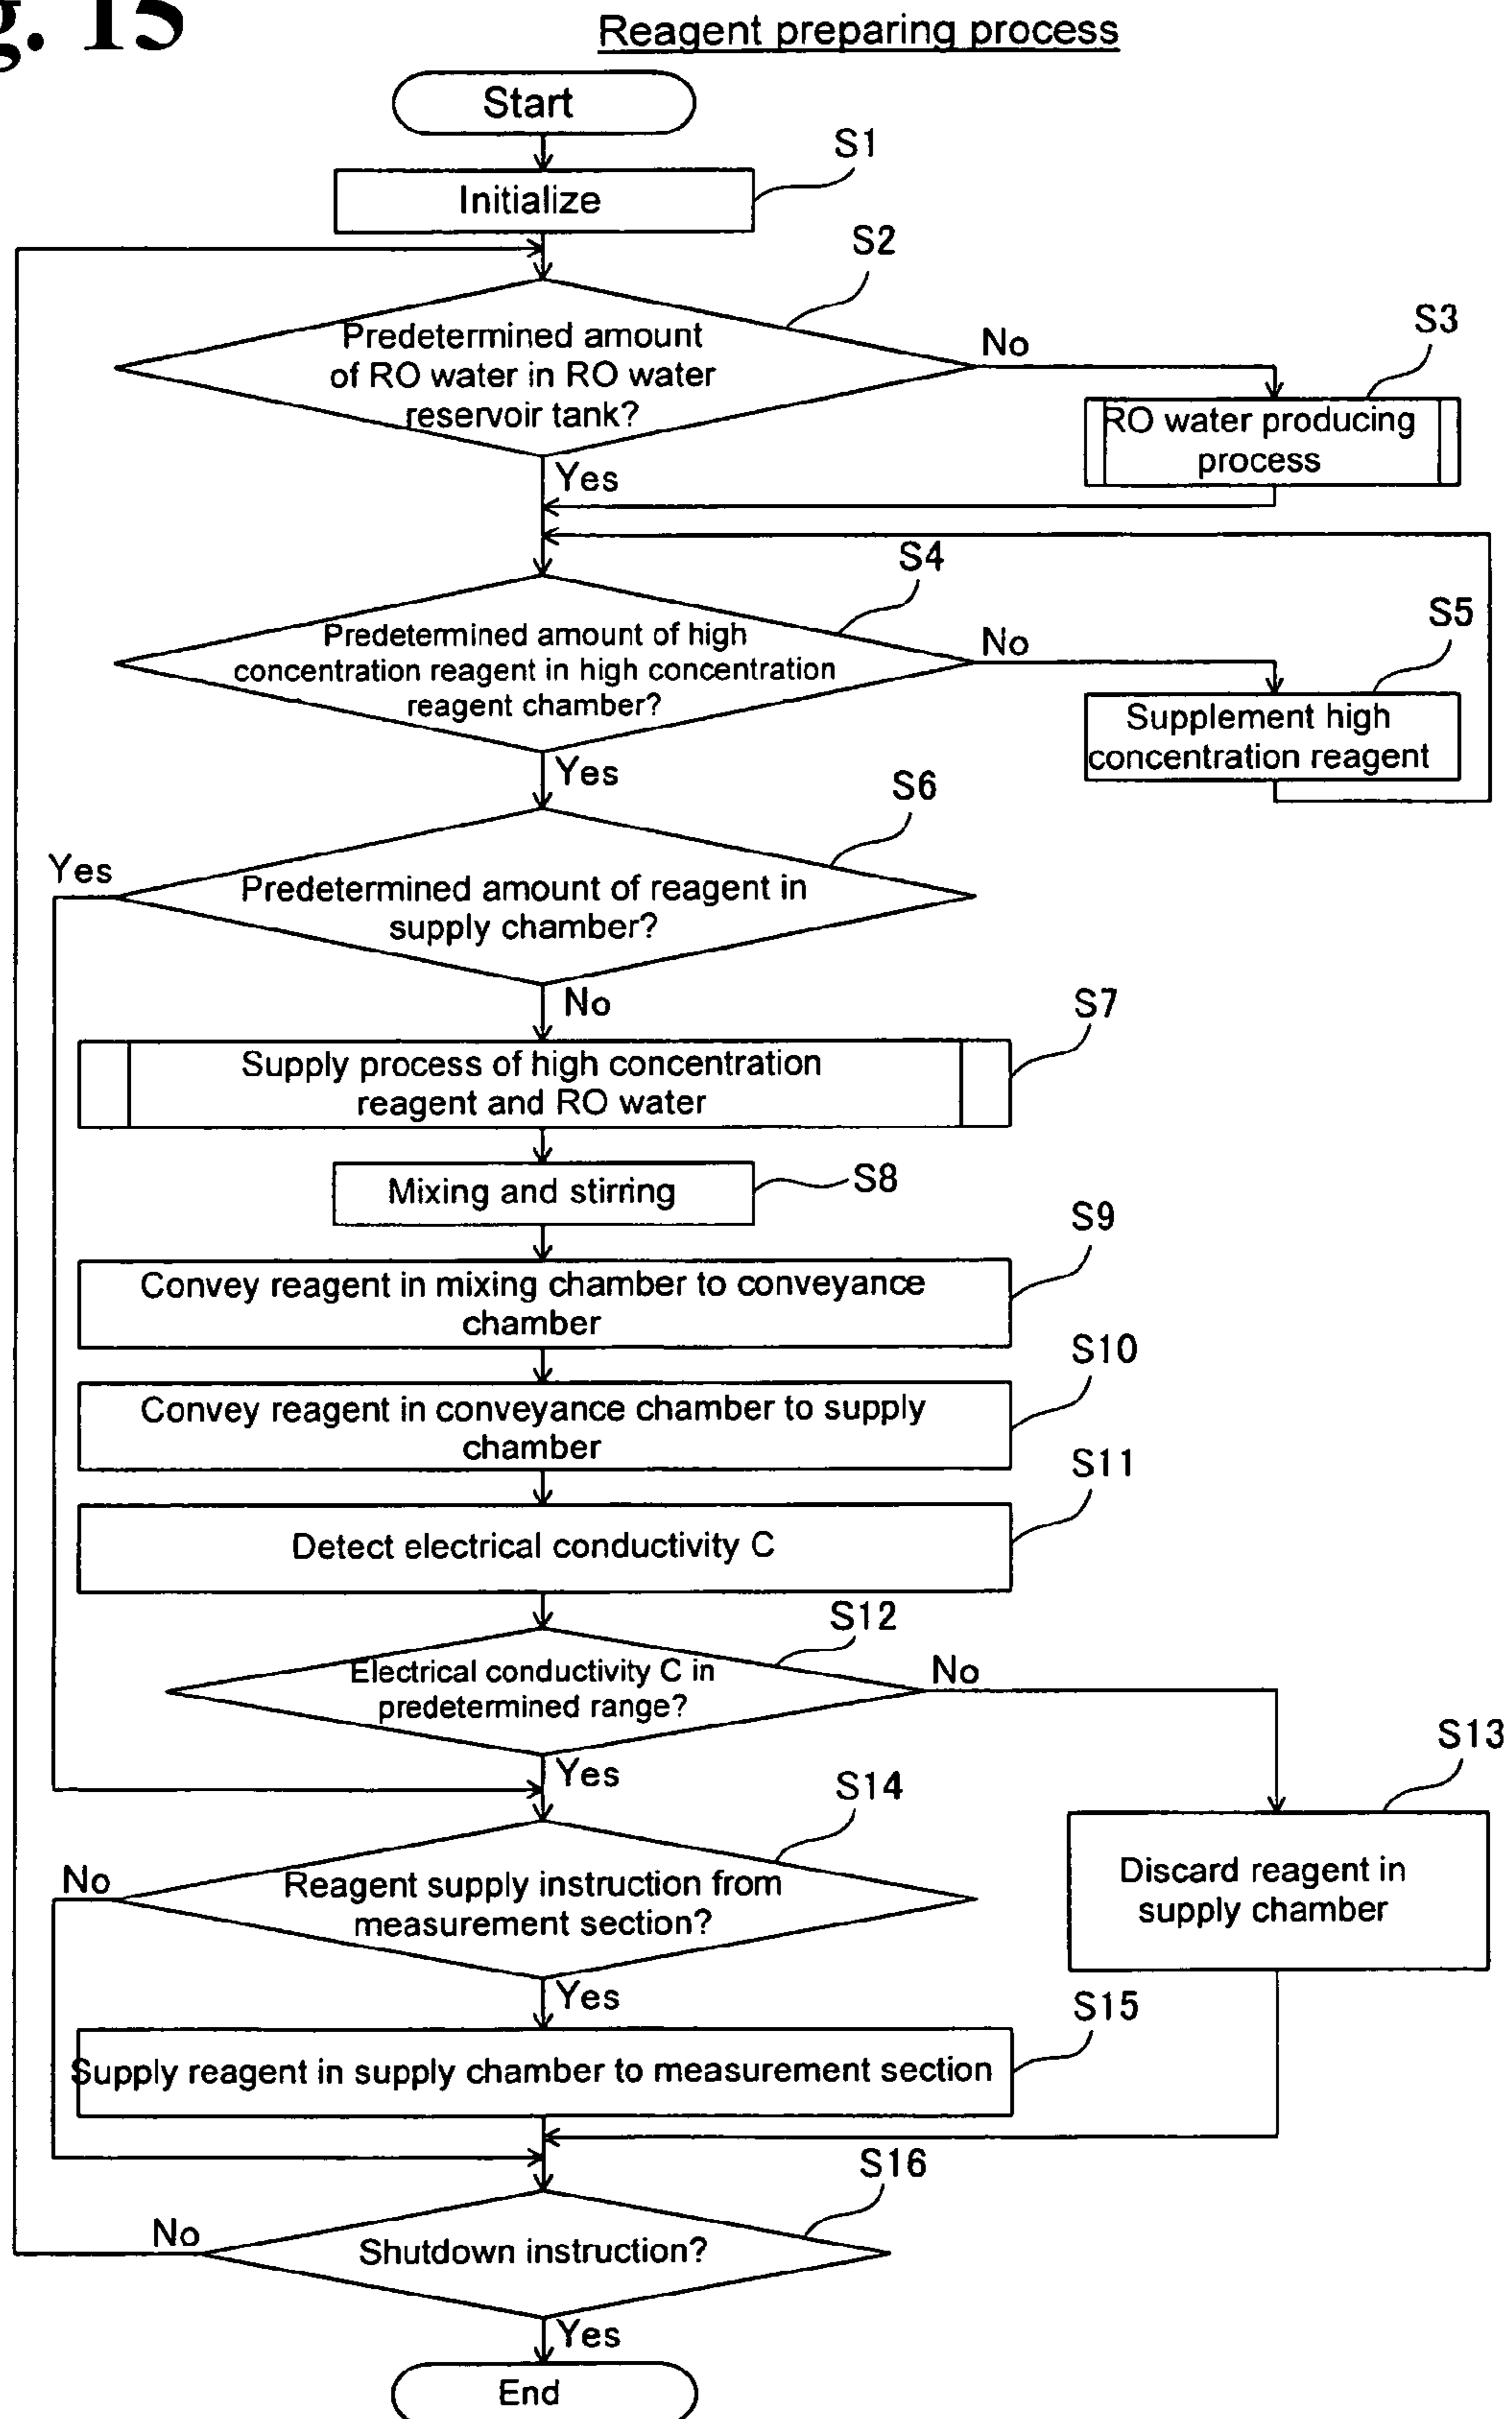 g. 15
Reagent preparing process
Start
S1
Initialize
S2
Predetermined amount
of RO water in RO water
reservoir tank?
No
S3
RO water producing
process
Yes
S4
Predetermined amount of high
concentration reagent in high concentration
reagent chamber?
No
S5
Supplement high
concentration reagent
Yes
S6
Yes
Predetermined amount of reagent in
supply chamber?
No
S7
Supply process of high concentration
reagent and RO water
Mixing and stirring
S8
S9
Convey reagent in mixing chamber to conveyance
chamber
S10
Convey reagent in conveyance chamber to supply
chamber
S11
Detect electrical conductivity C
S12
Electrical conductivity C in
predetermined range?
No
S13
Yes
S14
Discard reagent in
supply chamber
No
Reagent supply instruction from
measurement section?
Yes
S15
Supply reagent in supply chamber to measurement section
S16
No
Shutdown instruction?
Yes
End